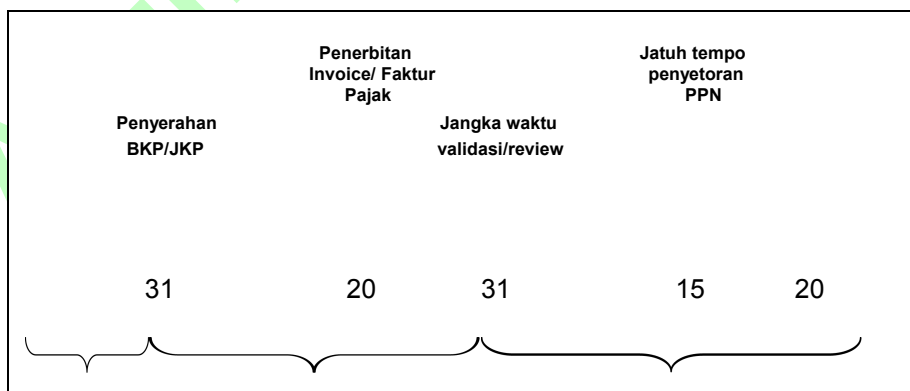 Penerbitan
Invoice/ Faktur
Pajak
Jatuh tempo
penyetoran
PPN
Penyerahan
BKP/JKP
Jangka waktu
validasi/review
31 20 31 15 20